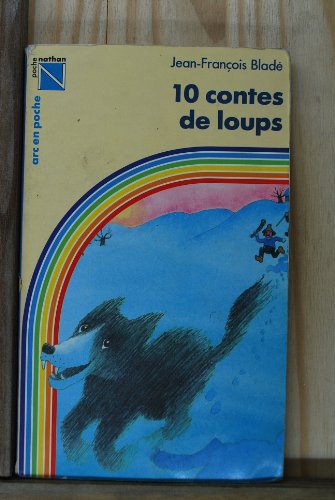 poche nathan
arc en poche
Jean-François Bladé
10 contes
de loups